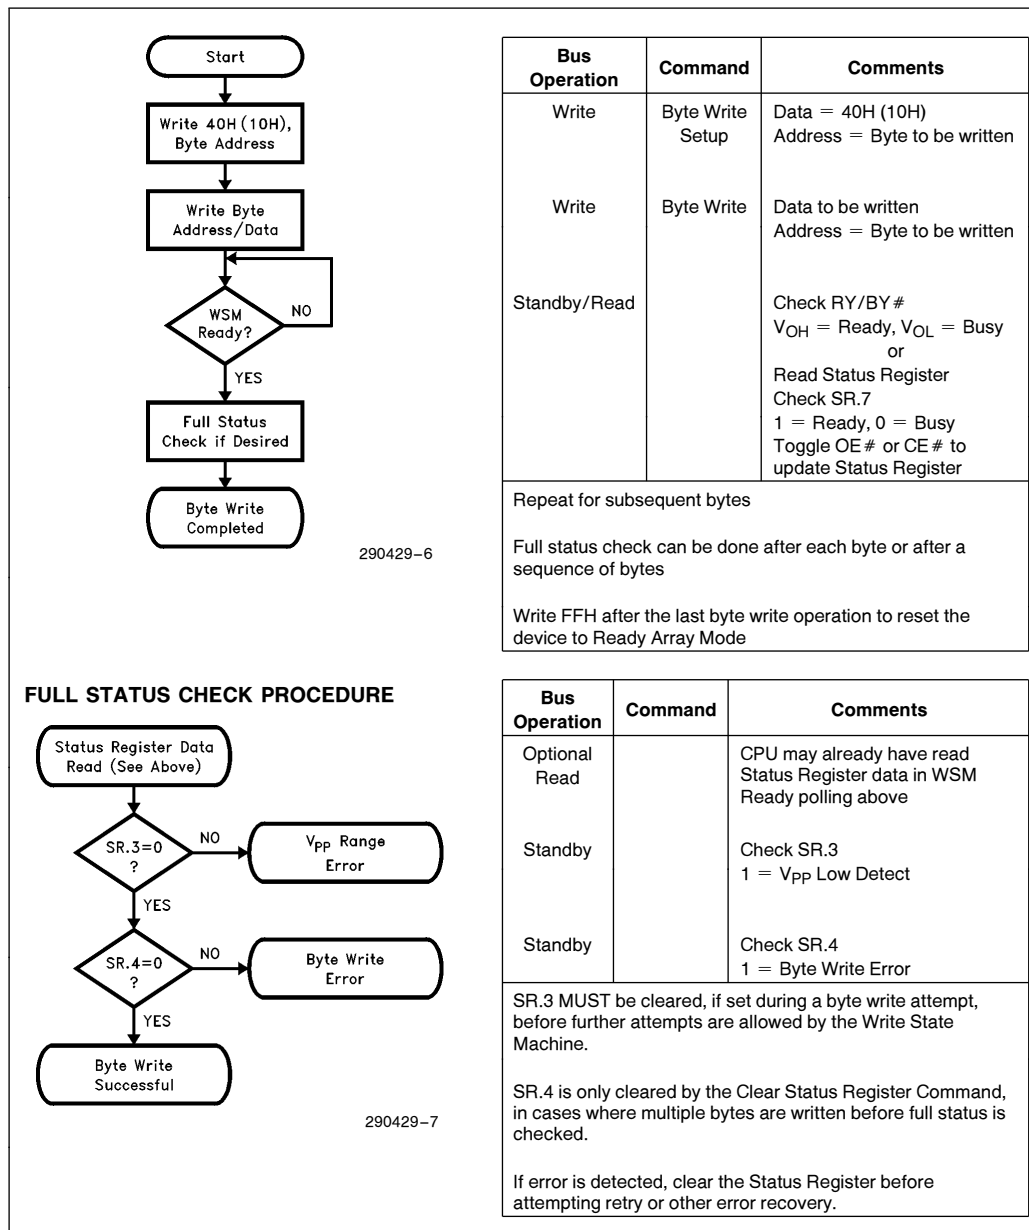 Start
Write 40H (10H),
Byte Address
Write Byte
Address/Data
WSM
Ready?
NO
YES
Full Status
Check if Desired
Byte Write
Completed
290429-6
Bus
Operation
Command
Comments
Write
Byte Write
Setup
Data = 40H (10H)
Address = Byte to be written
Write
Byte Write
Data to be written
Address = Byte to be written
Standby/Read
Check RY/BY#
VOH = Ready, VOL = Busy
or
Read Status Register
Check SR.7
1 = Ready, 0 = Busy
Toggle OE# or CE# to
update Status Register
Repeat for subsequent bytes
Full status check can be done after each byte or after a
sequence of bytes
Write FFH after the last byte write operation to reset the
device to Ready Array Mode
FULL STATUS CHECK PROCEDURE
Status Register Data
Read (See Above)
SR.3=0
?
NO
VPP Range
Error
YES
SR.4=0
?
NO
Byte Write
Error
YES
Byte Write
Successful
290429-7
Bus
Operation
Command
Comments
Optional
Read
CPU may already have read
Status Register data in WSM
Ready polling above
Standby
Check SR.3
1 = VPP Low Detect
Standby
Check SR.4
1 = Byte Write Error
SR.3 MUST be cleared, if set during a byte write attempt,
before further attempts are allowed by the Write State
Machine.
SR.4 is only cleared by the Clear Status Register Command,
in cases where multiple bytes are written before full status is
checked.
If error is detected, clear the Status Register before
attempting retry or other error recovery.